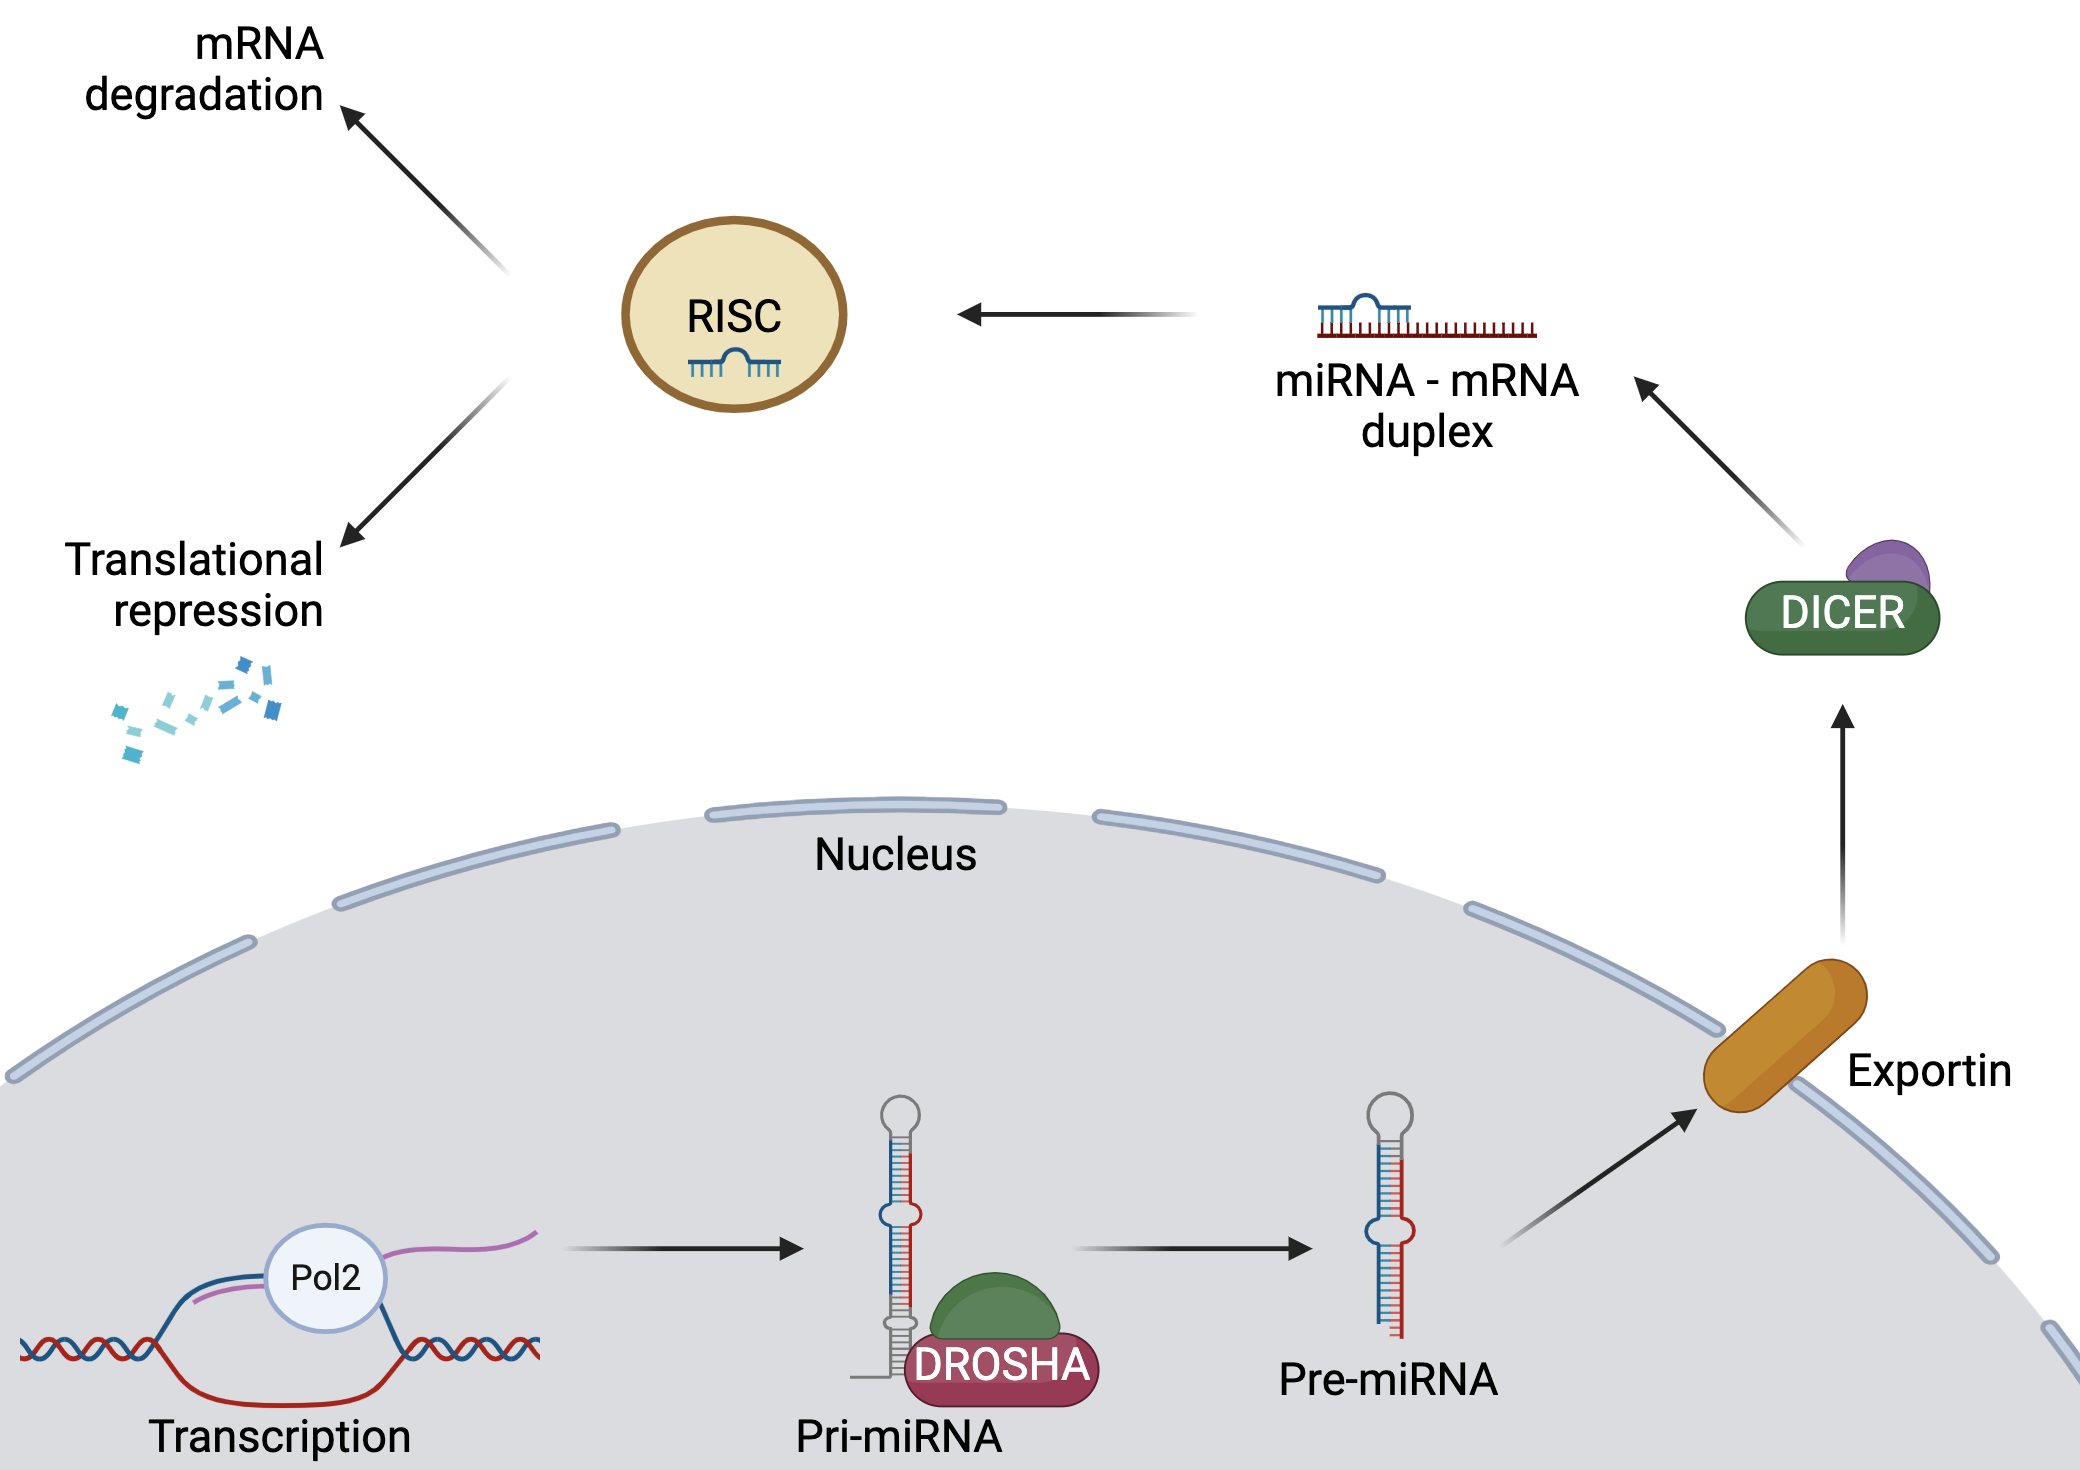 mRNA
degradation
RISC
miRNA - mRNA
duplex
Translational
repression
DICER
Nucleus
Exportin
Pol2
Transcription
DROSHA
Pri-miRNA
Pre-miRNA